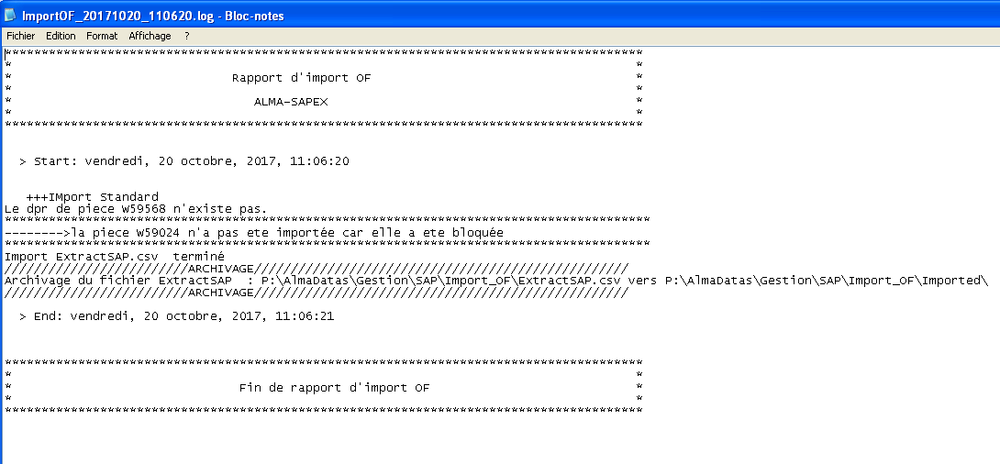 ImportOF_20171020_110620.log - Bloc-notes
Fichier Edition Format Affichage ?
***************************************************************************************
* *
* Rapport d'import OF *
* *
* ALMA-SAPEX *
* *
***************************************************************************************
> Start: vendredi, 20 octobre, 2017, 11:06:20
+++IMport Standard
Le dpr de piece W59568 n'existe pas.
****************************************************************************************
-------->la piece W59024 n'a pas ete importée car elle a ete bloquée
****************************************************************************************
Import ExtractSAP.csv terminé
/////////////////////////ARCHIVAGE///////////////////////////////////////////////////
Archivage du fichier ExtractSAP : P:\AlmaDatas\Gestion\SAP\Import_OF\ExtractSAP.csv vers P:\AlmaDatas\Gestion\SAP\Import_OF\Imported\
/////////////////////////ARCHIVAGE///////////////////////////////////////////////////
> End: vendredi, 20 octobre, 2017, 11:06:21
***************************************************************************************
* *
* Fin de rapport d'import OF *
* *
***************************************************************************************